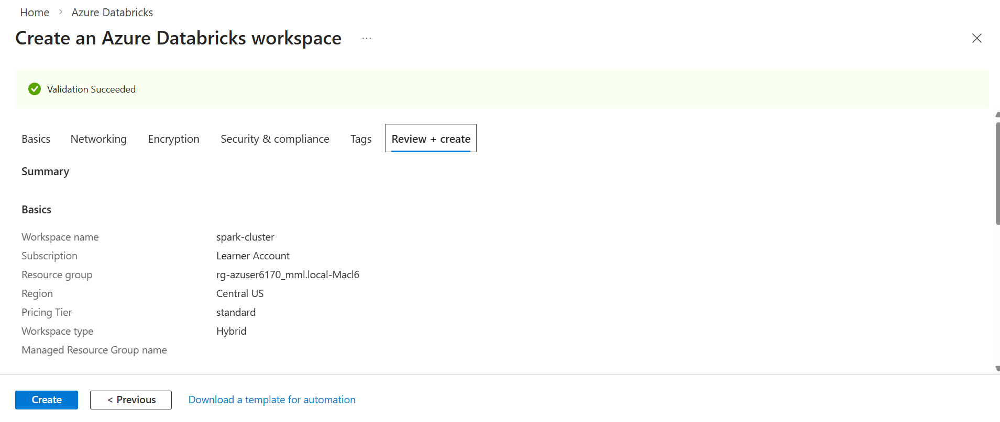 Home > Azure Databricks
Create an Azure Databricks workspace ...
Validation Succeeded
Basics Networking Encryption Security & compliance Tags Review + create
Summary
Basics
Workspace name spark-cluster
Subscription Learner Account
Resource group rg-azuser6170_mml.local-Macl6
Region Central US
Pricing Tier standard
Workspace type Hybrid
Managed Resource Group name
Create < Previous Download a template for automation